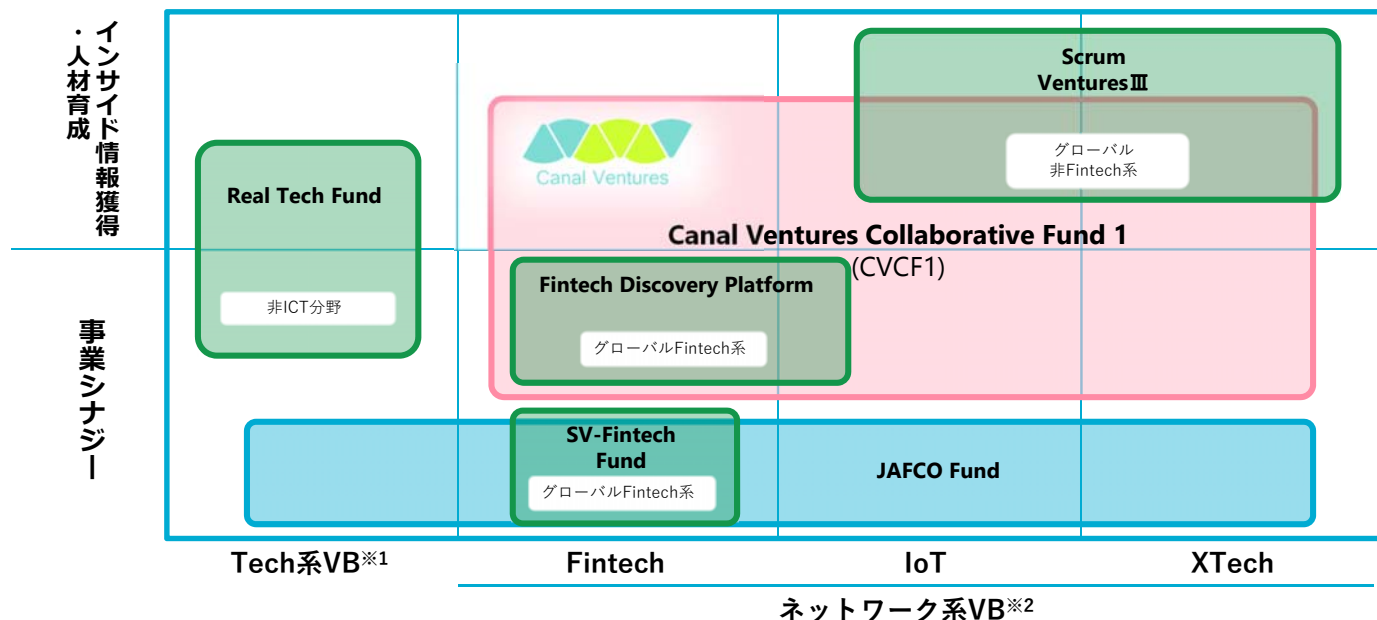 インサイド情報獲得
・人材育成
Scrum
VenturesⅢ
グローバル
非Fintech系
Canal Ventures
Real Tech Fund
非ICT分野
Canal Ventures Collaborative Fund 1
(CVCF1)
Fintech Discovery Platform
グローバルFintech系
事業シナジー
SV-Fintech
Fund
グローバルFintech系
JAFCO Fund
Tech系VB※1
Fintech
IoT
XTech
ネットワーク系VB※2